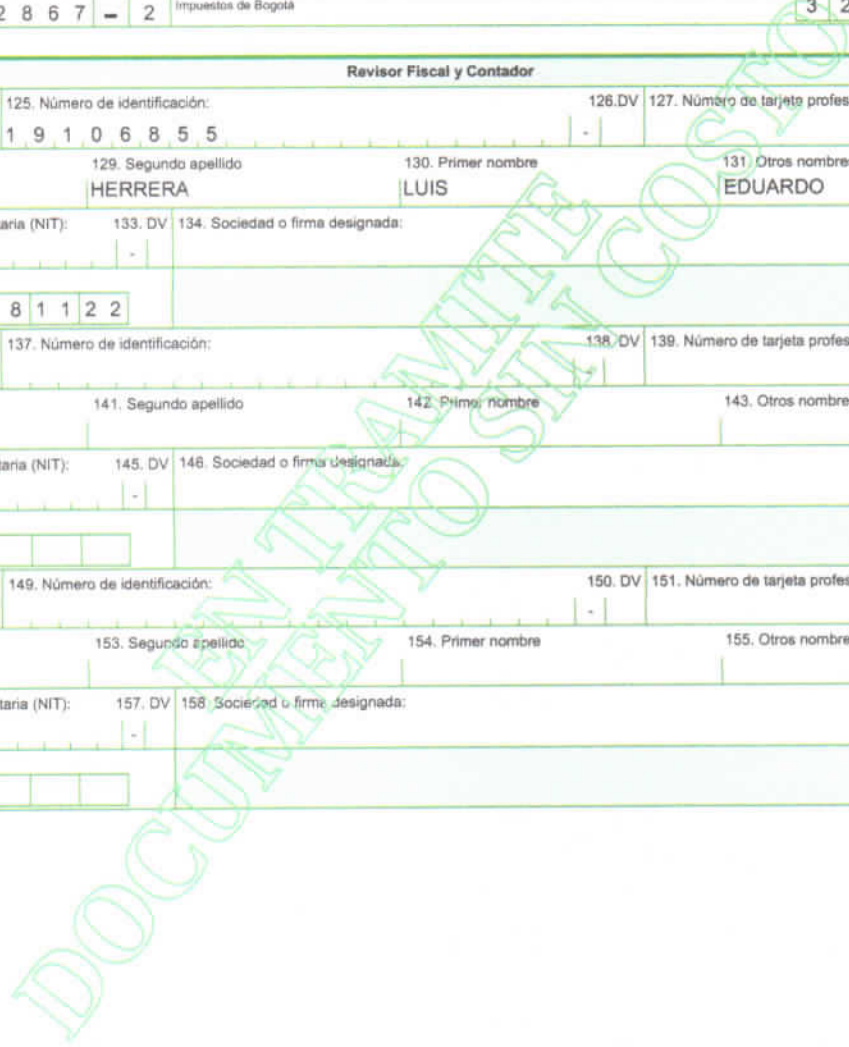 2 8 6 7 - 2 Impuestos de Bogotá 3 2
Revisor Fiscal y Contador
125. Número de identificación: 126.DV 127. Número de tarjeta profes
1 9 1 0 6 8 5 5 -
129. Segundo apellido 130. Primer nombre 131. Otros nombre
HERRERA LUIS EDUARDO
aria (NIT): 133. DV 134. Sociedad o firma designada:
-
8 1 1 2 2
137. Número de identificación: 138. DV 139. Número de tarjeta profes
-
141. Segundo apellido 142. Primer nombre 143. Otros nombre
taria (NIT): 145. DV 146. Sociedad o firma designada:
-
149. Número de identificación: 150. DV 151. Número de tarjeta profes
-
153. Segundo apellido 154. Primer nombre 155. Otros nombre
taria (NIT): 157. DV 158. Sociedad o firma designada:
-
EN TRAMITE
DOCUMENTO SIN COSTO